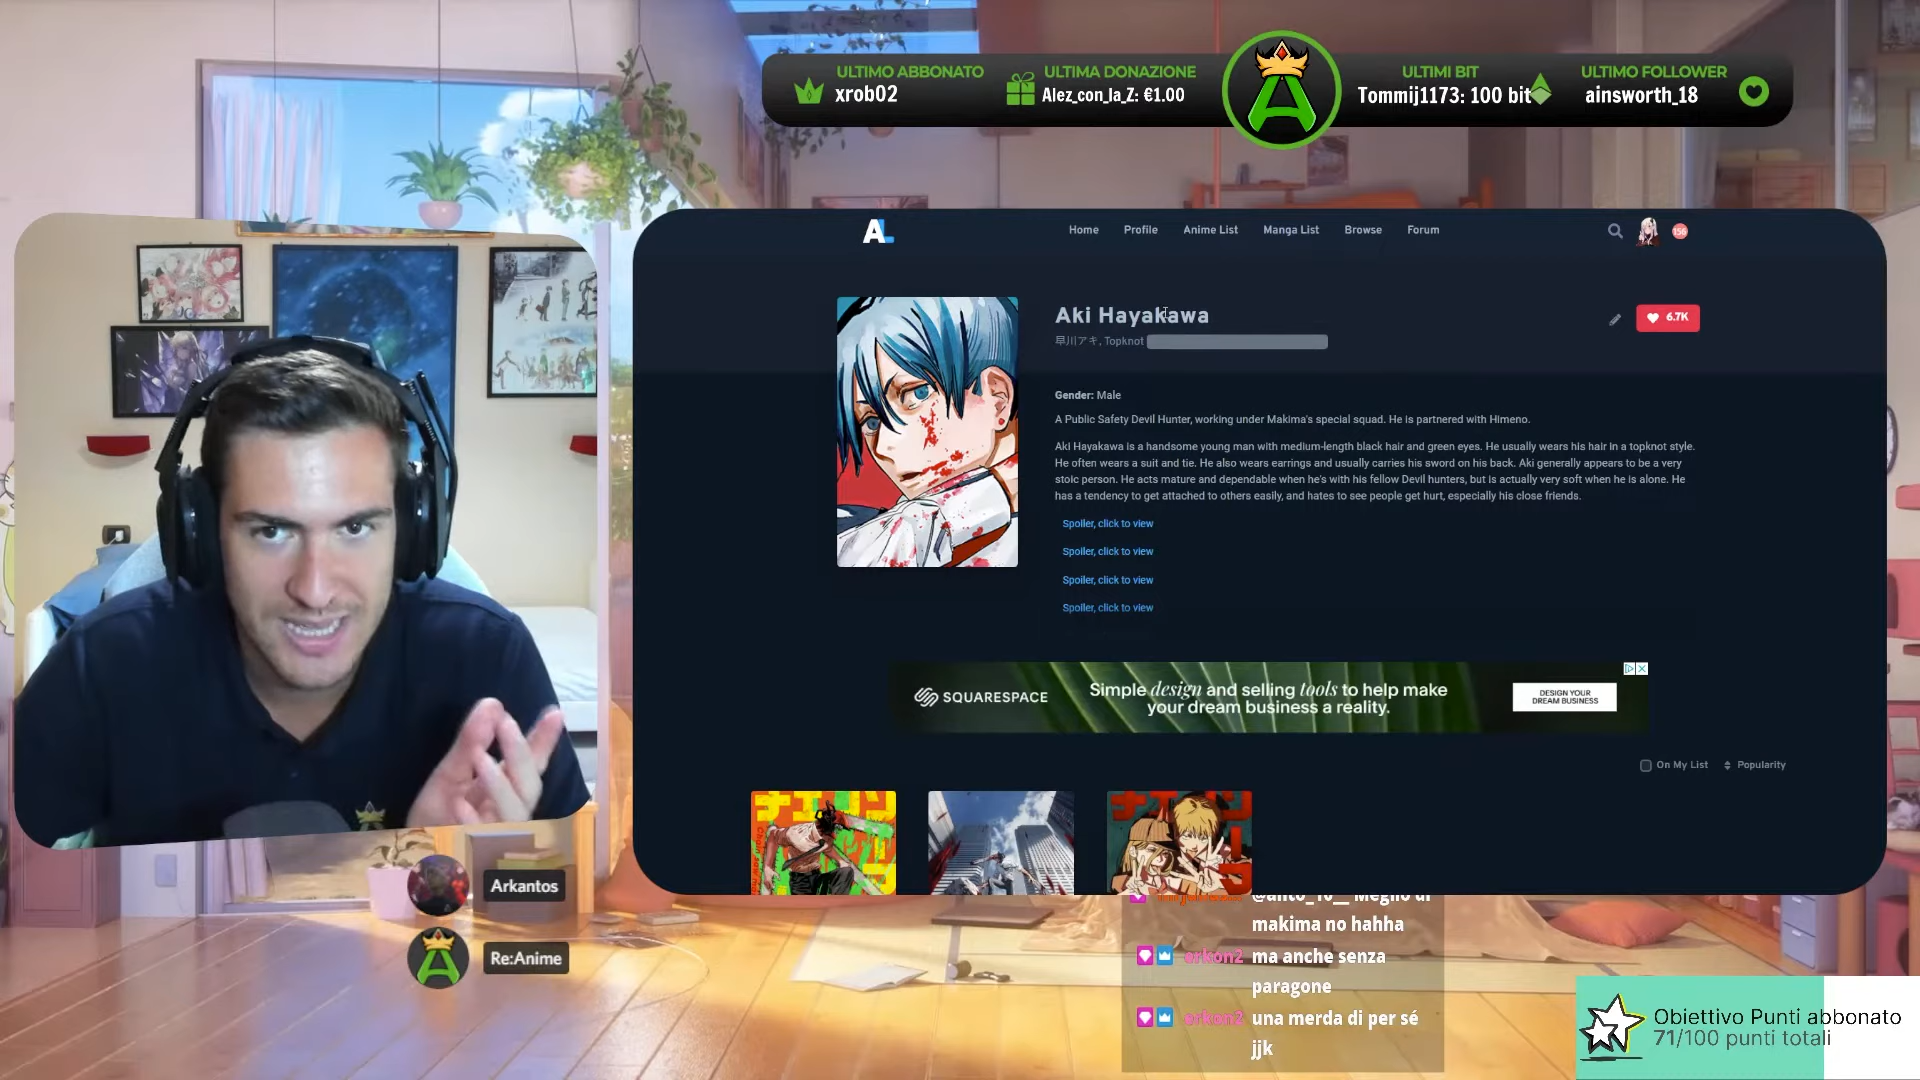 ULTIMO ABBONATO
xrob02
ULTIMA DONAZIONE
Alez_con_la_Z: €1.00
ULTIMI BIT
Tommij1173: 100 bit
ULTIMO FOLLOWER
ainsworth_18
AL
Home
Profile
Anime List
Manga List
Browse
Forum
156
Aki Hayakawa
早川アキ, Topknot
6.7K
Gender: Male
A Public Safety Devil Hunter, working under Makima's special squad. He is partnered with Himeno.
Aki Hayakawa is a handsome young man with medium-length black hair and green eyes. He usually wears his hair in a topknot style.
He often wears a suit and tie. He also wears earrings and usually carries his sword on his back. Aki generally appears to be a very
stoic person. He acts mature and dependable when he's with his fellow Devil hunters, but is actually very soft when he is alone. He
has a tendency to get attached to others easily, and hates to see people get hurt, especially his close friends.
Spoiler, click to view
Spoiler, click to view
Spoiler, click to view
Spoiler, click to view
SQUARESPACE
Simple design and selling tools to help make
your dream business a reality.
DESIGN YOUR
DREAM BUSINESS
On My List
Popularity
Arkantos
Re:Anime
@anto_10__ Meglio di
makima no hahha
orkon2 ma anche senza
paragone
orkon2 una merda di per sé
jjk
Obiettivo Punti abbonato
71/100 punti totali